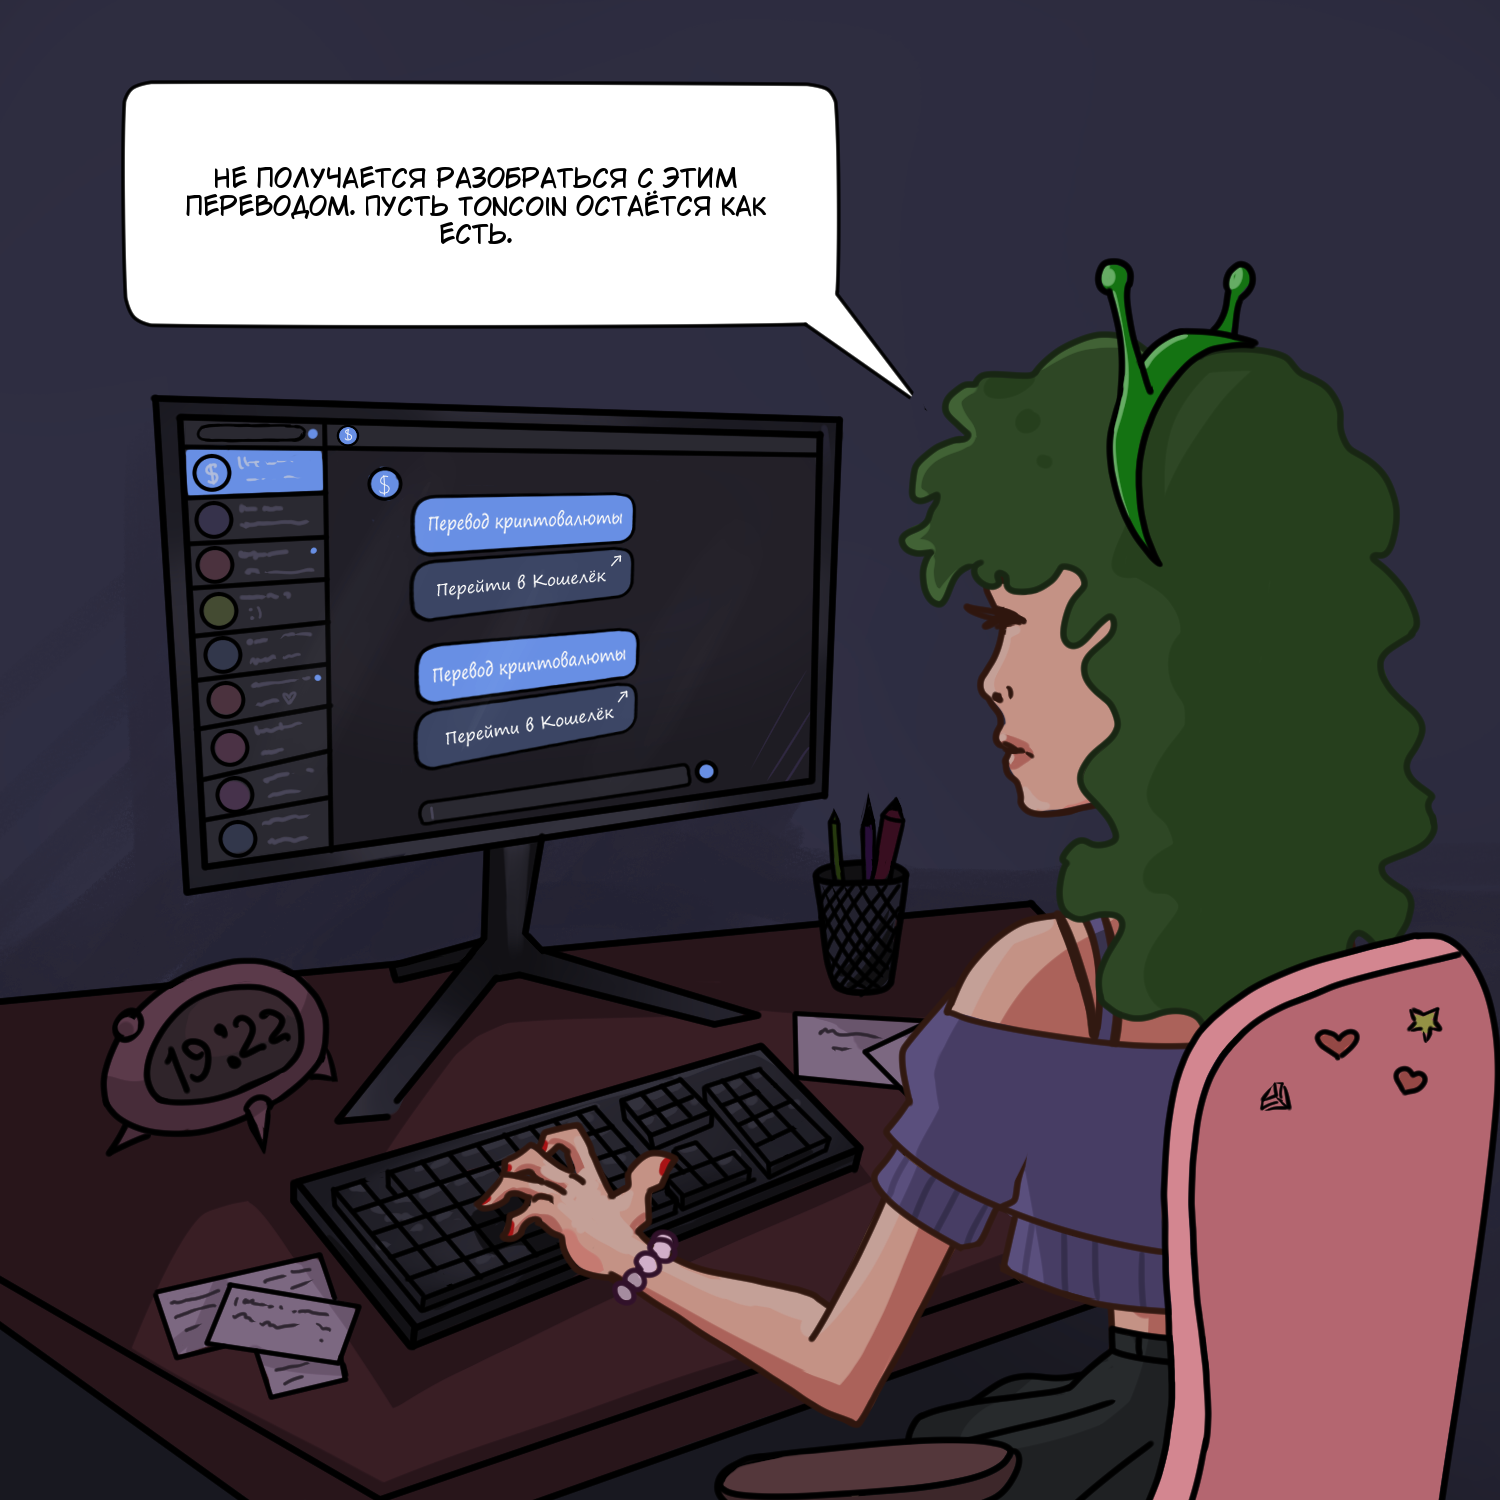 НЕ ПОЛУЧАЕТСЯ РАЗОБРАТЬСЯ С ЭТИМ
ПЕРЕВОДОМ. ПУСТЬ TONCOIN ОСТАЁТСЯ КАК
ЕСТЬ.
$
$
$
Перевод криптовалюты
Перейти в Кошелёк
Перевод криптовалюты
Перейти в Кошелёк
:)
19:22